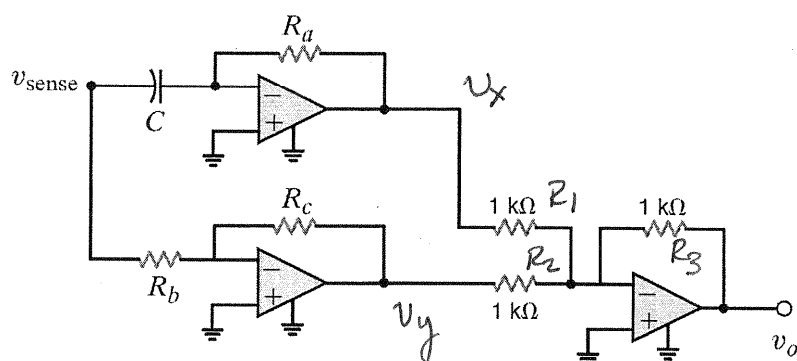 R_a
v_sense
C
−
+
v_x
R_c
R_b
−
+
v_y
1 kΩ R_1
R_2
1 kΩ
1 kΩ
R_3
−
+
v_o